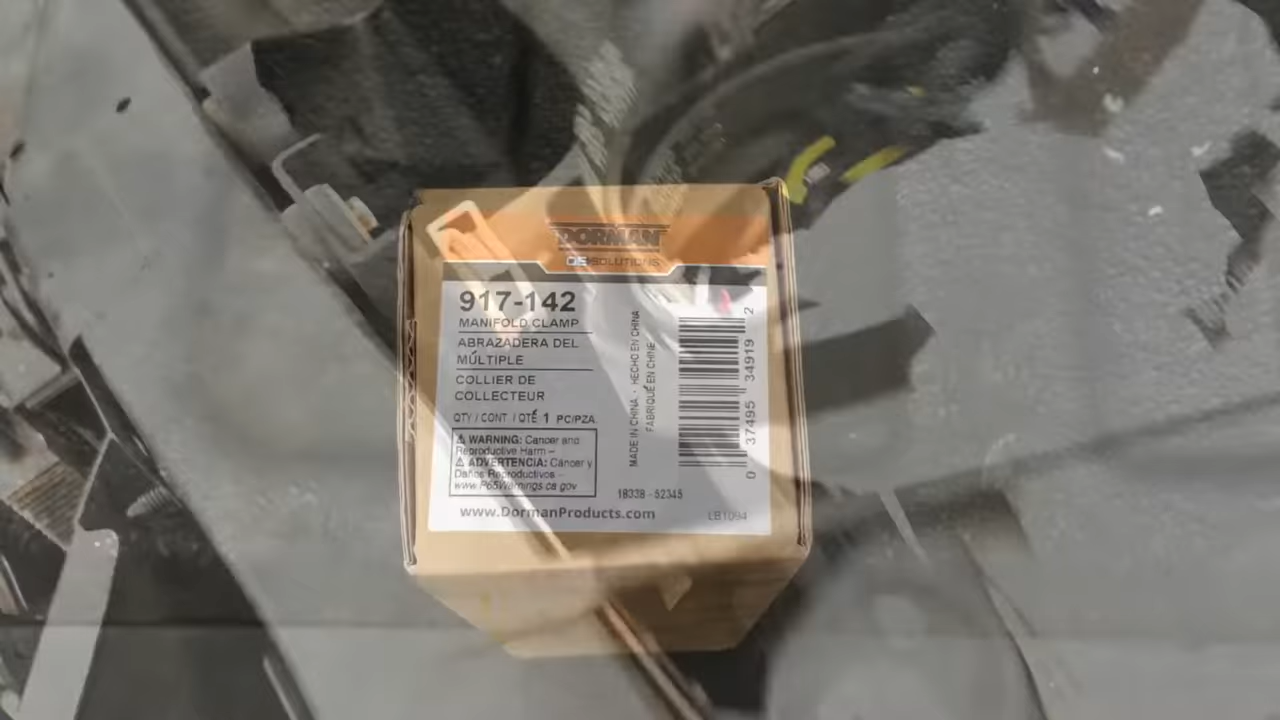 DORMAN
OE SOLUTIONS
917-142
MANIFOLD CLAMP
ABRAZADERA DEL
MÚLTIPLE
COLLIER DE
COLLECTEUR
QTY / CONT / QTÉ 1 PC/PZA.
⚠ WARNING: Cancer and
Reproductive Harm –
⚠ ADVERTENCIA: Cáncer y
Daños Reproductivos –
www.P65Warnings.ca.gov
MADE IN CHINA - HECHO EN CHINA
FABRIQUÉ EN CHINE
0 37495 34919 2
18338 - 52345
www.DormanProducts.com
LB1094